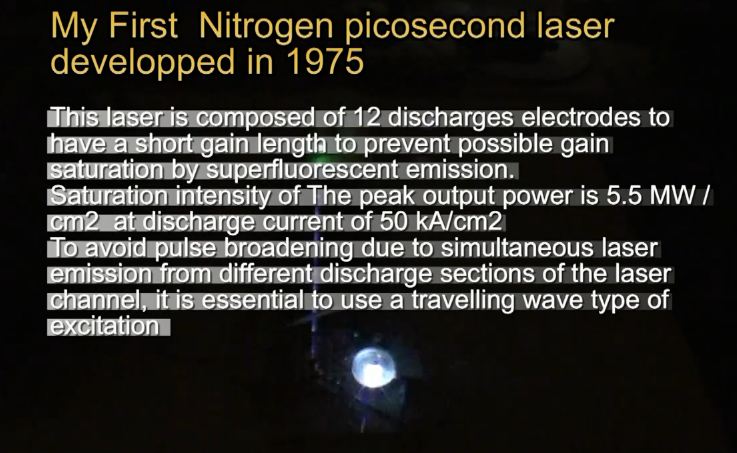 My First  Nitrogen picosecond laser
developped in 1975
This laser is composed of 12 discharges electrodes to
have a short gain length to prevent possible gain
saturation by superfluorescent emission.
Saturation intensity of The peak output power is 5.5 MW /
cm2  at discharge current of 50 kA/cm2
To avoid pulse broadening due to simultaneous laser
emission from different discharge sections of the laser
channel, it is essential to use a travelling wave type of
excitation